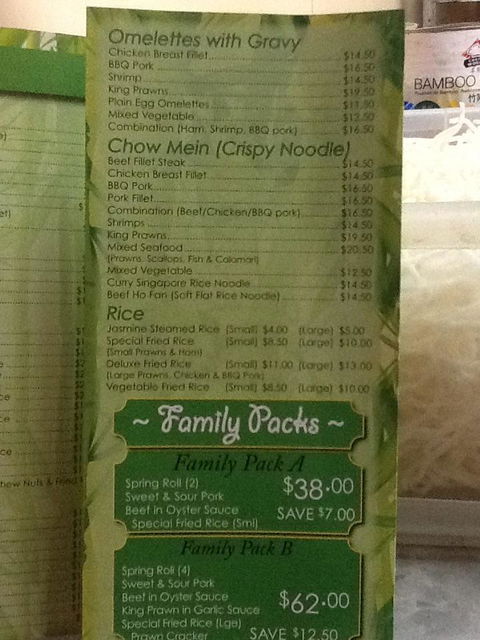 Omelettes with Gravy
Chicken Breast Fillet $14.50
BBQ Pork $16.50
Shrimp $14.50
King Prawns $19.50
Plain Egg Omelettes $11.50
Mixed Vegetable $12.50
Combination (Ham, Shrimp, BBQ pork) $16.50
Chow Mein (Crispy Noodle)
Beef Fillet Steak $14.50
Chicken Breast Fillet $14.50
BBQ Pork $16.50
Pork Fillet $16.50
Combination (Beef/Chicken/BBQ pork) $16.50
Shrimps $14.50
King Prawns $19.50
Mixed Seafood $20.50
(Prawns, Scallops, Fish & Calamari)
Mixed Vegetable $12.50
Curry Singapore Rice Noodle $14.50
Beef Ho Fan (Soft Flat Rice Noodle) $14.50
Rice
Jasmine Steamed Rice (Small) $4.00 (Large) $5.00
Special Fried Rice (Small) $8.50 (Large) $10.00
(Small Prawns & Ham)
Deluxe Fried Rice (Small) $11.00 (Large) $13.00
(Large Prawns, Chicken & BBQ Pork)
Vegetable Fried Rice (Small) $8.50 (Large) $10.00
~ Family Packs ~
Family Pack A
Spring Roll (2)
Sweet & Sour Pork
Beef in Oyster Sauce
Special Fried Rice (Sml)
$38.00
SAVE $7.00
Family Pack B
Spring Roll (4)
Sweet & Sour Pork
Beef in Oyster Sauce
King Prawn in Garlic Sauce
Special Fried Rice (Lge)
Prawn Cracker
$62.00
SAVE $12.50
BAMBOO